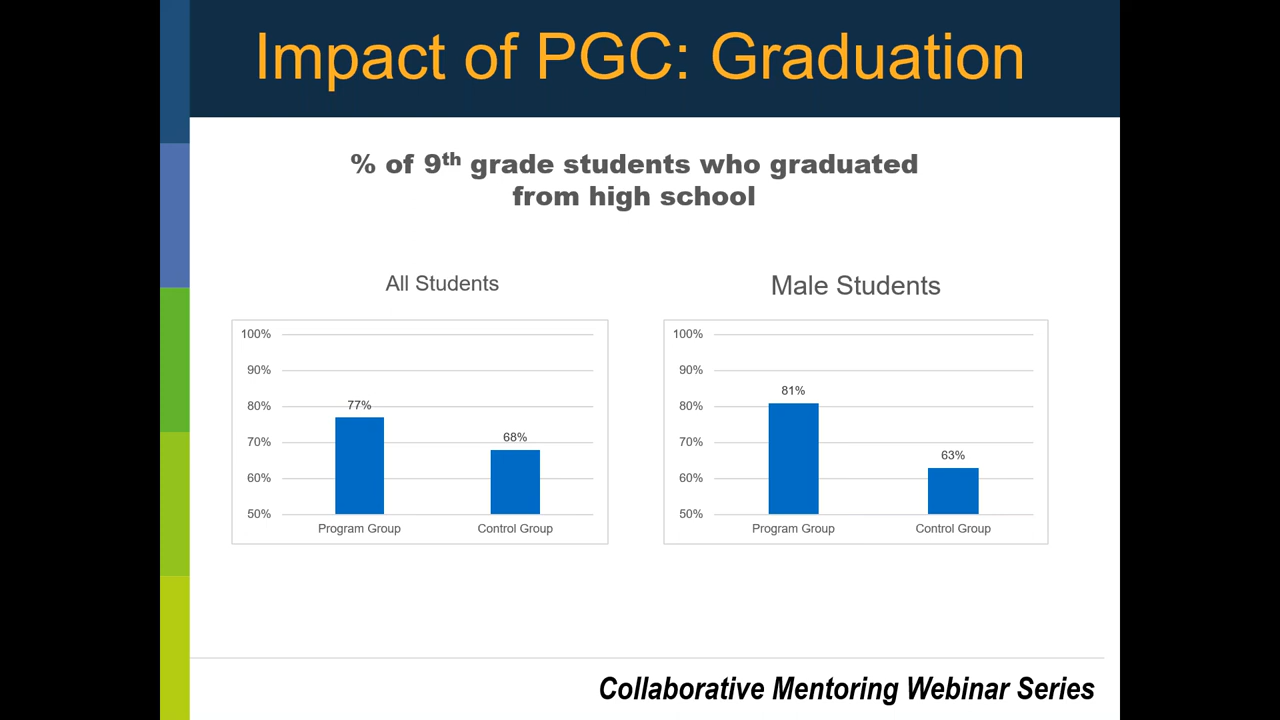 Impact of PGC: Graduation
% of 9th grade students who graduated
from high school
All Students
100%
90%
80%
70%
60%
50%
77%
68%
Program Group
Control Group
Male Students
100%
90%
80%
70%
60%
50%
81%
63%
Program Group
Control Group
Collaborative Mentoring Webinar Series